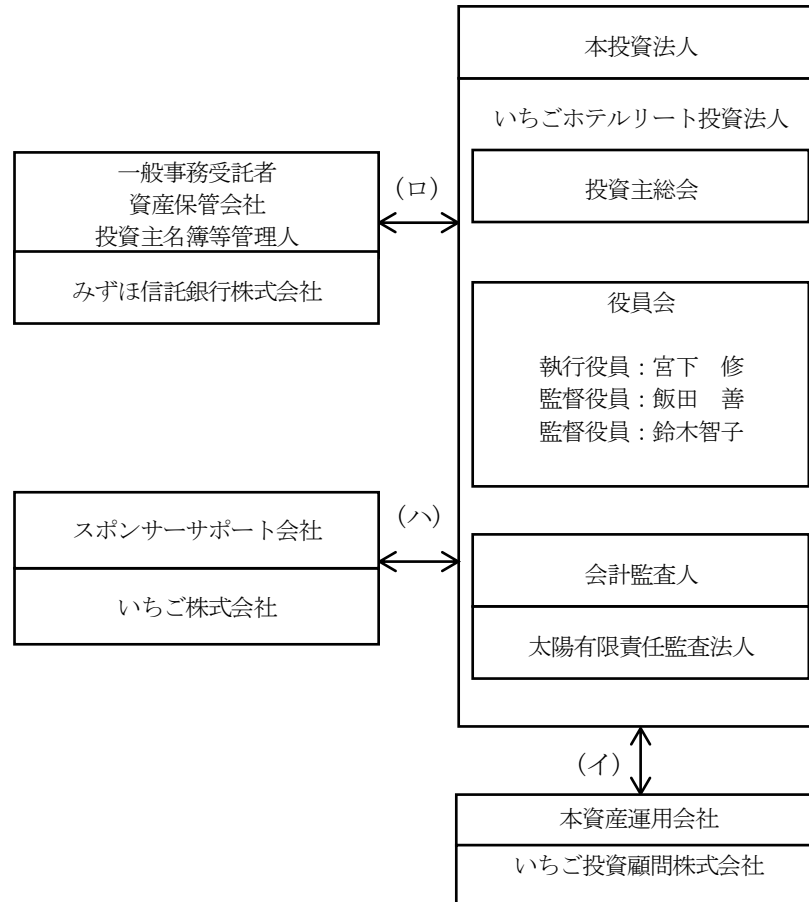 本投資法人
いちごホテルリート投資法人
投資主総会
一般事務受託者
資産保管会社
投資主名簿等管理人
みずほ信託銀行株式会社
(ロ)
役員会
執行役員:宮下 修
監督役員:飯田 善
監督役員:鈴木智子
スポンサーサポート会社
いちご株式会社
(ハ)
会計監査人
太陽有限責任監査法人
(イ)
本資産運用会社
いちご投資顧問株式会社